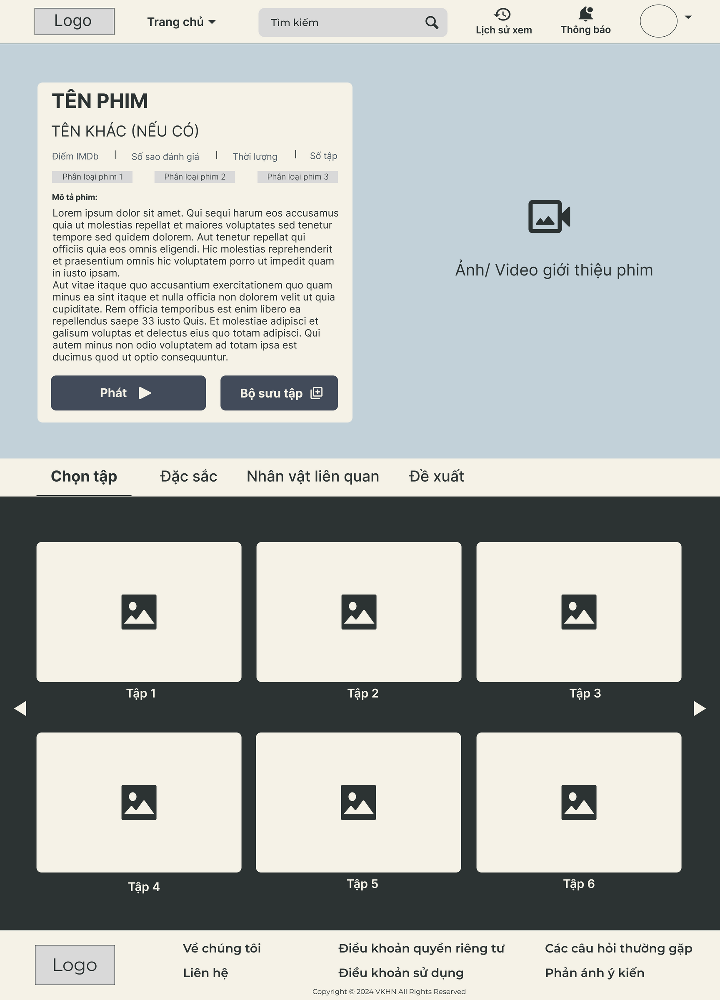 Logo
Trang chủ
Tìm kiếm
Lịch sử xem
Thông báo
TÊN PHIM
TÊN KHÁC (NẾU CÓ)
Điểm IMDb | Số sao đánh giá | Thời lượng | Số tập
Phân loại phim 1
Phân loại phim 2
Phân loại phim 3
Mô tả phim:
Lorem ipsum dolor sit amet. Qui sequi harum eos accusamus
quia ut molestias repellat et maiores voluptates sed tenetur
tempore sed quidem dolorem. Aut tenetur repellat qui
officiis quia eos omnis eligendi. Hic molestias reprehenderit
et praesentium omnis hic voluptatem porro ut impedit quam
in iusto ipsam.
Aut vitae itaque quo accusantium exercitationem quo quam
minus ea sint itaque et nulla officia non dolorem velit ut quia
cupiditate. Rem officia temporibus est enim libero ea
repellendus saepe 33 iusto Quis. Et molestiae adipisci et
galisum voluptas et delectus eius quo totam adipisci. Qui
autem minus non odio voluptatem ad totam ipsa est
ducimus quod ut optio consequuntur.
Phát
Bộ sưu tập
Ảnh/ Video giới thiệu phim
Chọn tập
Đặc sắc
Nhân vật liên quan
Đề xuất
Tập 1
Tập 2
Tập 3
Tập 4
Tập 5
Tập 6
Logo
Về chúng tôi
Điều khoản quyền riêng tư
Các câu hỏi thường gặp
Liên hệ
Điều khoản sử dụng
Phản ánh ý kiến
Copyright © 2024 VKHN All Rights Reserved